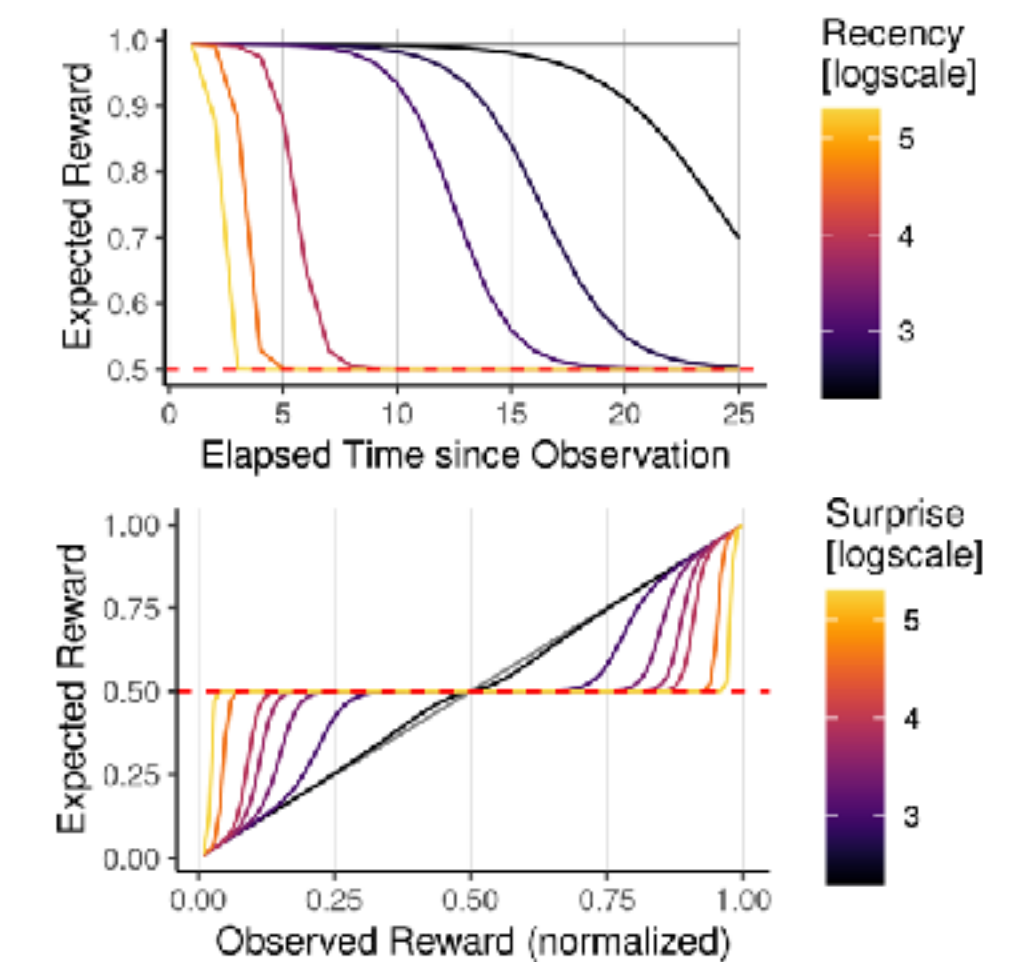 Recency
[logscale]
1.0
0.9
0.8
0.7
0.6
0.5
Expected Reward
0 5 10 15 20 25
Elapsed Time since Observation
5
4
3
Surprise
[logscale]
1.00
0.75
0.50
0.25
0.00
Expected Reward
0.00 0.25 0.50 0.75 1.00
Observed Reward (normalized)
5
4
3